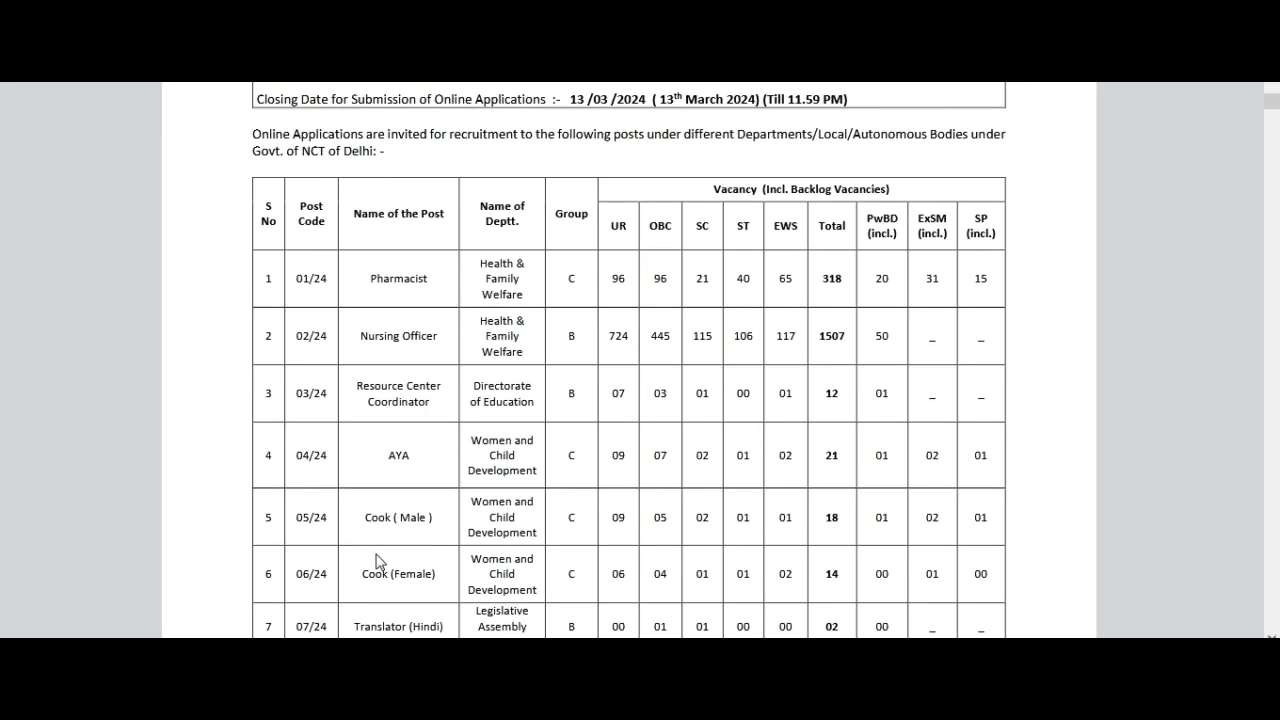 Closing Date for Submission of Online Applications :- 13 /03 /2024 ( 13th March 2024) (Till 11.59 PM)
Online Applications are invited for recruitment to the following posts under different Departments/Local/Autonomous Bodies under
Govt. of NCT of Delhi: -
S No Post Code Name of the Post Name of Deptt. Group Vacancy (Incl. Backlog Vacancies)
UR OBC SC ST EWS Total PwBD (incl.) ExSM (incl.) SP (incl.)
1 01/24 Pharmacist Health & Family Welfare C 96 96 21 40 65 318 20 31 15
2 02/24 Nursing Officer Health & Family Welfare B 724 445 115 106 117 1507 50 _ _
3 03/24 Resource Center Coordinator Directorate of Education B 07 03 01 00 01 12 01 _ _
4 04/24 AYA Women and Child Development C 09 07 02 01 02 21 01 02 01
5 05/24 Cook ( Male ) Women and Child Development C 09 05 02 01 01 18 01 02 01
6 06/24 Cook (Female) Women and Child Development C 06 04 01 01 02 14 00 01 00
7 07/24 Translator (Hindi) Legislative Assembly B 00 01 01 00 00 02 00 _ _